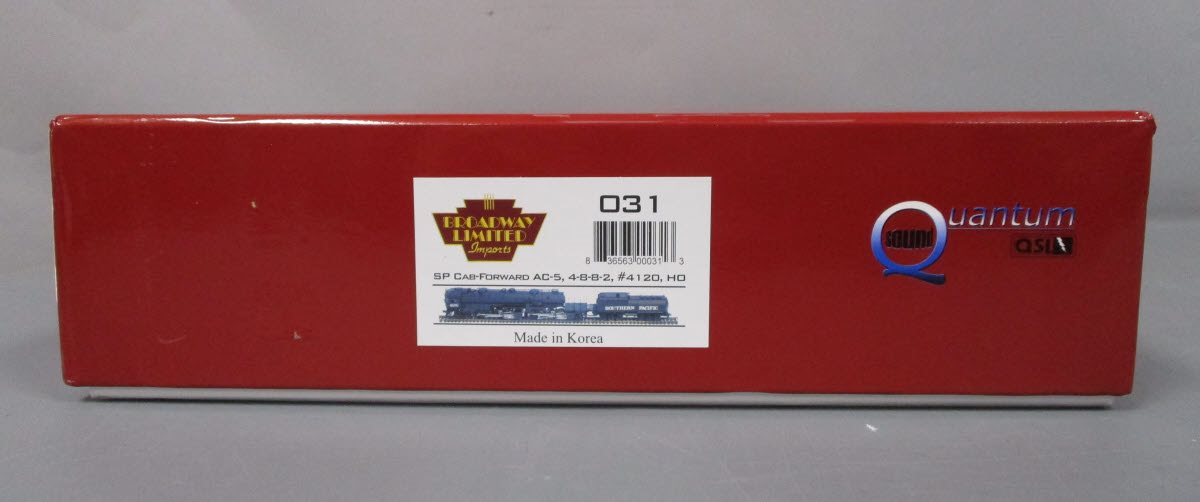 BROADWAY
LIMITED
Imports
031
8 36563 00031 3
SP CAB-FORWARD AC-5, 4-8-8-2, #4120, HO
SOUTHERN PACIFIC
Made in Korea
Quantum
SOUND
QSI